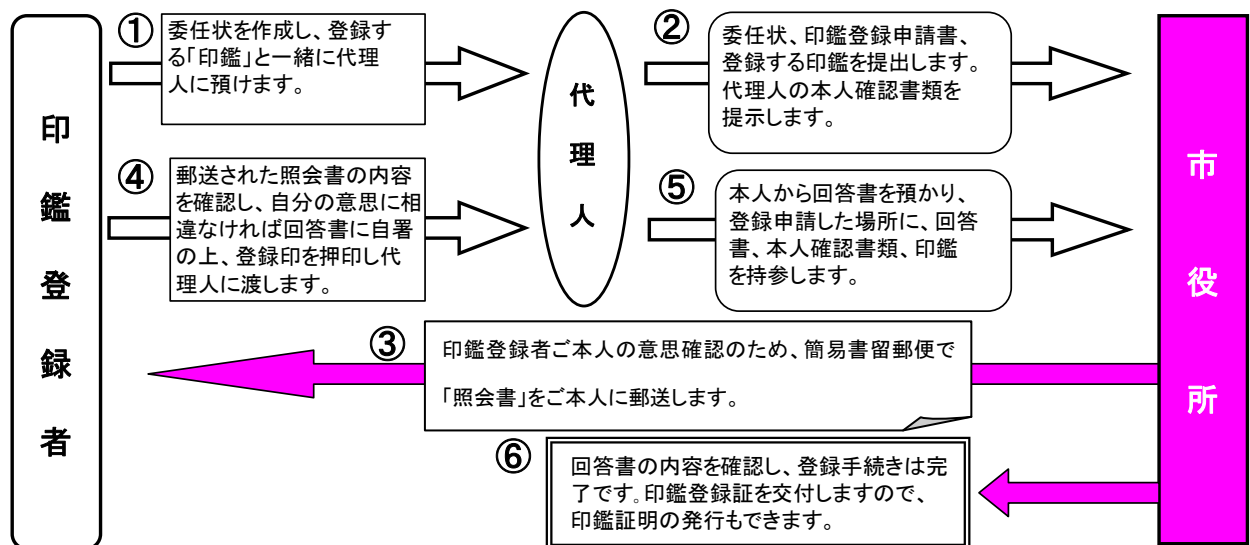 印鑑登録者
①
委任状を作成し、登録す
る「印鑑」と一緒に代理
人に預けます。
代理人
②
委任状、印鑑登録申請書、
登録する印鑑を提出します。
代理人の本人確認書類を
提示します。
市役所
④
郵送された照会書の内容
を確認し、自分の意思に相
違なければ回答書に自署
の上、登録印を押印し代
理人に渡します。
⑤
本人から回答書を預かり、
登録申請した場所に、回答
書、本人確認書類、印鑑
を持参します。
③
印鑑登録者ご本人の意思確認のため、簡易書留郵便で
「照会書」をご本人に郵送します。
⑥
回答書の内容を確認し、登録手続きは完
了です。印鑑登録証を交付しますので、
印鑑証明の発行もできます。